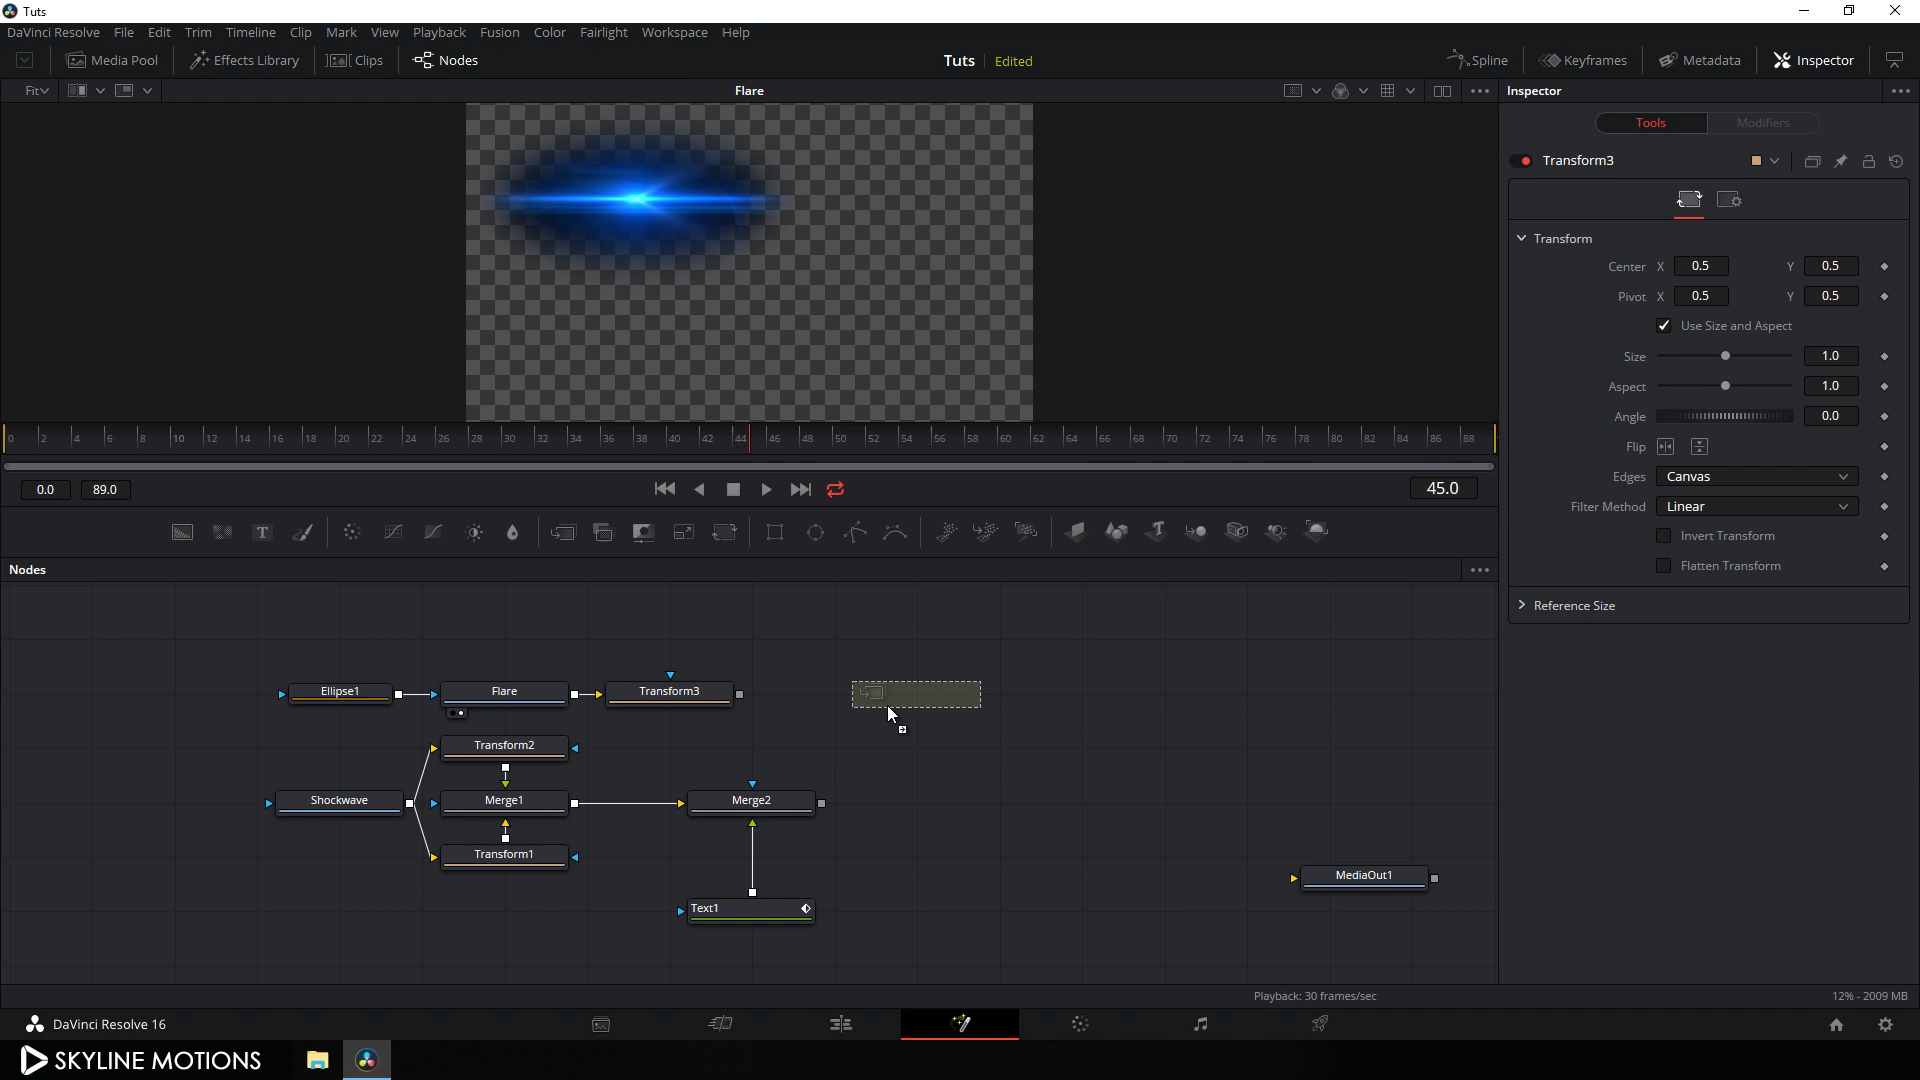 Tuts
DaVinci Resolve File Edit Trim Timeline Clip Mark View Playback Fusion Color Fairlight Workspace Help
Media Pool Effects Library Clips Nodes Tuts Edited Spline Keyframes Metadata Inspector
Fit Flare Inspector
Tools Modifiers
Transform3
Transform
Center X 0.5 Y 0.5
Pivot X 0.5 Y 0.5
Use Size and Aspect
Size 1.0
Aspect 1.0
Angle 0.0
Flip
Edges Canvas
Filter Method Linear
Invert Transform
Flatten Transform
Reference Size
0 2 4 6 8 10 12 14 16 18 20 22 24 26 28 30 32 34 36 38 40 42 44 46 48 50 52 54 56 58 60 62 64 66 68 70 72 74 76 78 80 82 84 86 88
0.0 89.0 45.0
Nodes
Ellipse1 Flare Transform3
Transform2
Shockwave Merge1 Merge2
Transform1
MediaOut1
Text1
Playback: 30 frames/sec 12% - 2009 MB
DaVinci Resolve 16
SKYLINE MOTIONS